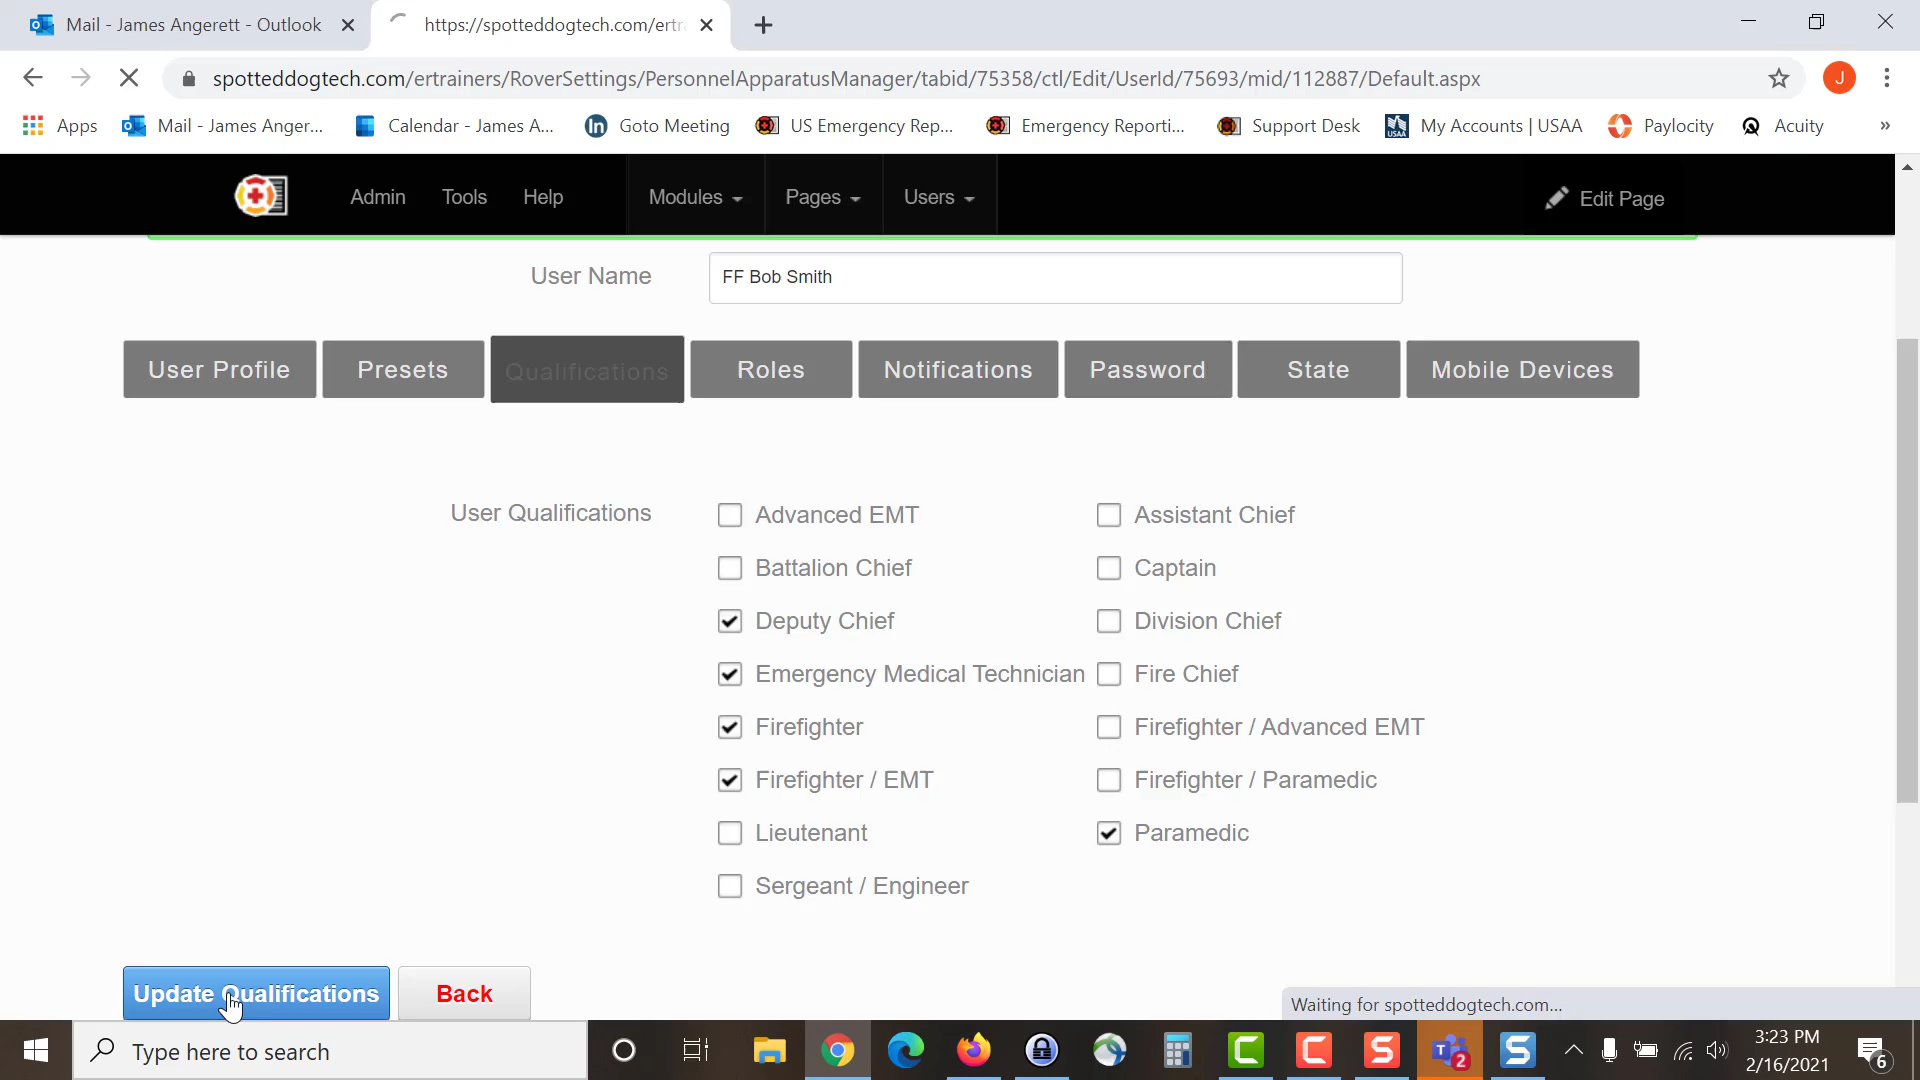 Mail - James Angerett - Outlook
https://spotteddogtech.com/ertr
spotteddogtech.com/ertrainers/RoverSettings/PersonnelApparatusManager/tabid/75358/ctl/Edit/UserId/75693/mid/112887/Default.aspx
J
Apps
Mail - James Anger...
Calendar - James A...
Goto Meeting
US Emergency Rep...
Emergency Reporti...
Support Desk
My Accounts | USAA
Paylocity
Acuity
»
Admin
Tools
Help
Modules
Pages
Users
Edit Page
User Name
FF Bob Smith
User Profile
Presets
Qualifications
Roles
Notifications
Password
State
Mobile Devices
User Qualifications
Advanced EMT
Assistant Chief
Battalion Chief
Captain
Deputy Chief
Division Chief
Emergency Medical Technician
Fire Chief
Firefighter
Firefighter / Advanced EMT
Firefighter / EMT
Firefighter / Paramedic
Lieutenant
Paramedic
Sergeant / Engineer
Update Qualifications
Back
Waiting for spotteddogtech.com...
Type here to search
2
3:23 PM
2/16/2021
6